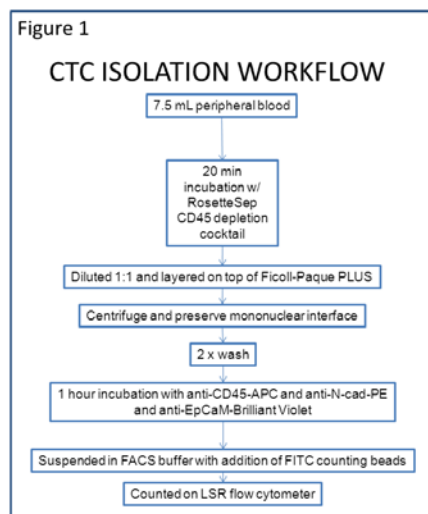 Figure 1
CTC ISOLATION WORKFLOW
7.5 mL peripheral blood
20 min
incubation w/
RosetteSep
CD45 depletion
cocktail
Diluted 1:1 and layered on top of Ficoll-Paque PLUS
Centrifuge and preserve mononuclear interface
2 x wash
1 hour incubation with anti-CD45-APC and anti-N-cad-PE
and anti-EpCaM-Brilliant Violet
Suspended in FACS buffer with addition of FITC counting beads
Counted on LSR flow cytometer